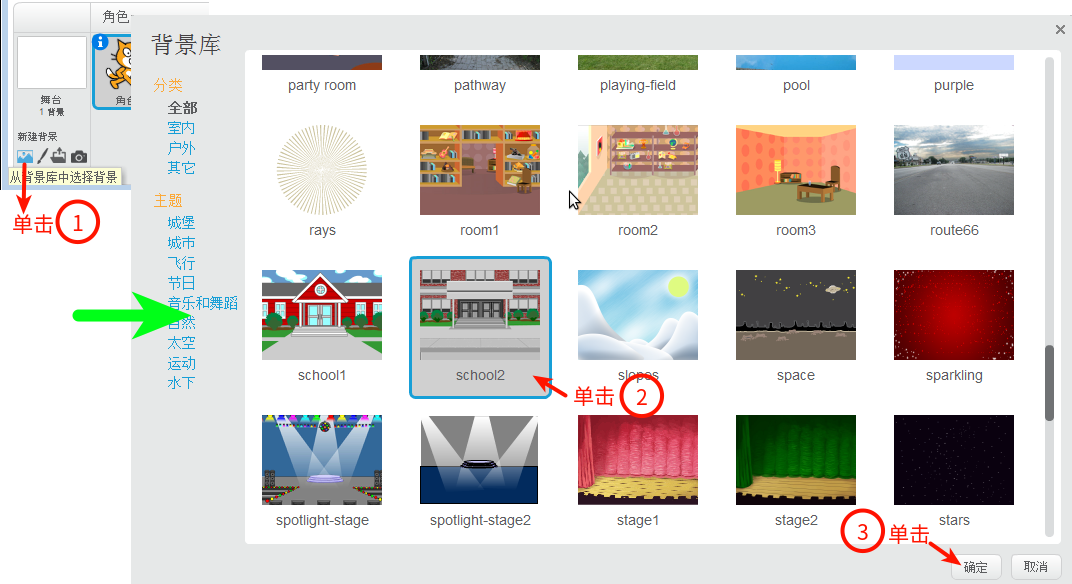 角色
舞台
1 背景
角色
新建背景
从背景库中选择背景
单击 1
背景库
分类
全部
室内
户外
其它
主题
城堡
城市
飞行
节日
音乐和舞蹈
自然
太空
运动
水下
party room
pathway
playing-field
pool
purple
rays
room1
room2
room3
route66
school1
school2
slopes
space
sparkling
单击 2
spotlight-stage
spotlight-stage2
stage1
stage2
stars
3 单击
确定
取消